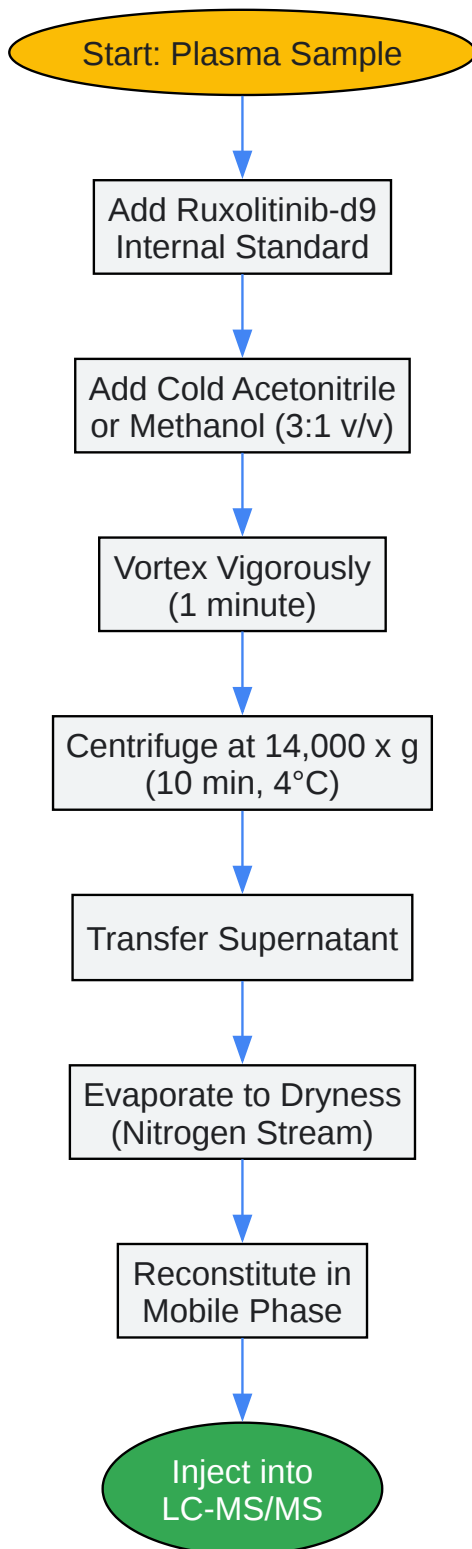 Start: Plasma Sample
Add Ruxolitinib-d9
Internal Standard
Add Cold Acetonitrile
or Methanol (3:1 v/v)
Vortex Vigorously
(1 minute)
Centrifuge at 14,000 x g
(10 min, 4°C)
Transfer Supernatant
Evaporate to Dryness
(Nitrogen Stream)
Reconstitute in
Mobile Phase
Inject into
LC-MS/MS